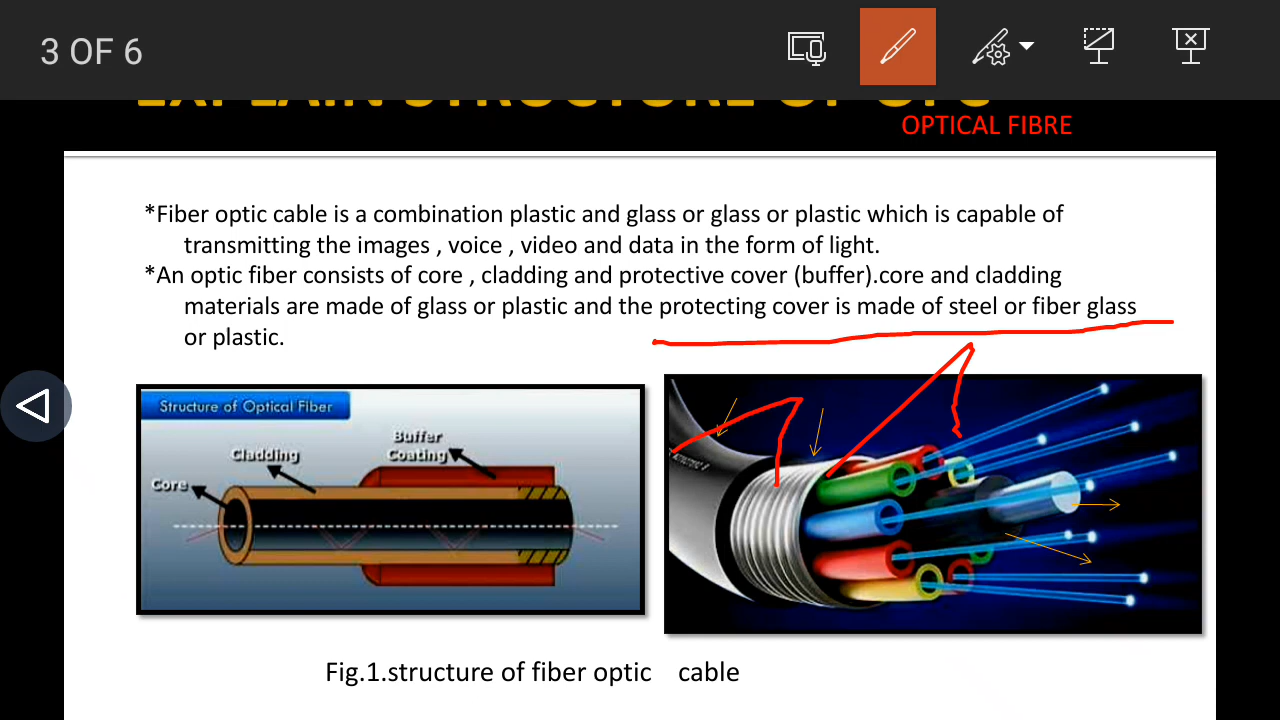 3 OF 6
EXPLAIN STRUCTURE OF OFC
OPTICAL FIBRE
*Fiber optic cable is a combination plastic and glass or glass or plastic which is capable of
transmitting the images , voice , video and data in the form of light.
*An optic fiber consists of core , cladding and protective cover (buffer).core and cladding
materials are made of glass or plastic and the protecting cover is made of steel or fiber glass
or plastic.
Structure of Optical Fiber
Buffer
Coating
Cladding
Core
Fig.1.structure of fiber optic cable